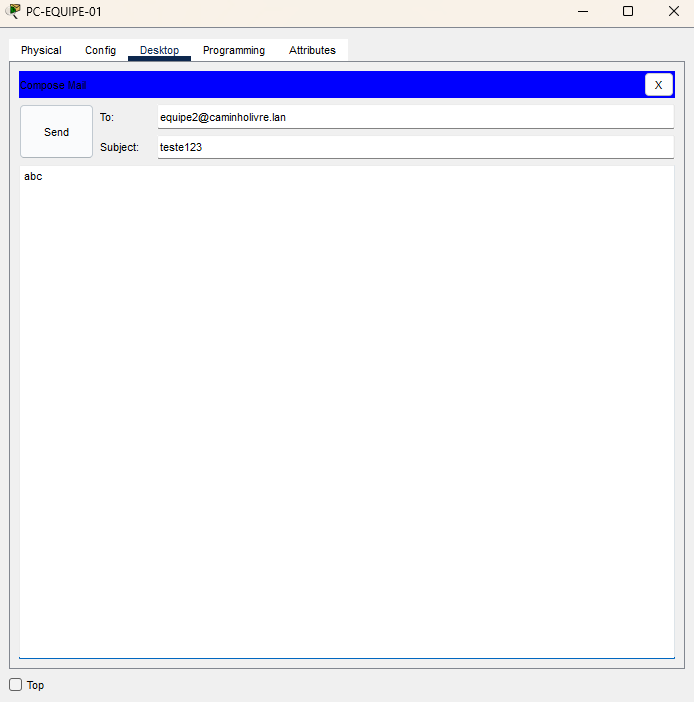 PC-EQUIPE-01
Physical Config Desktop Programming Attributes
Compose Mail
X
Send
To: equipe2@caminholivre.lan
Subject: teste123
abc
Top